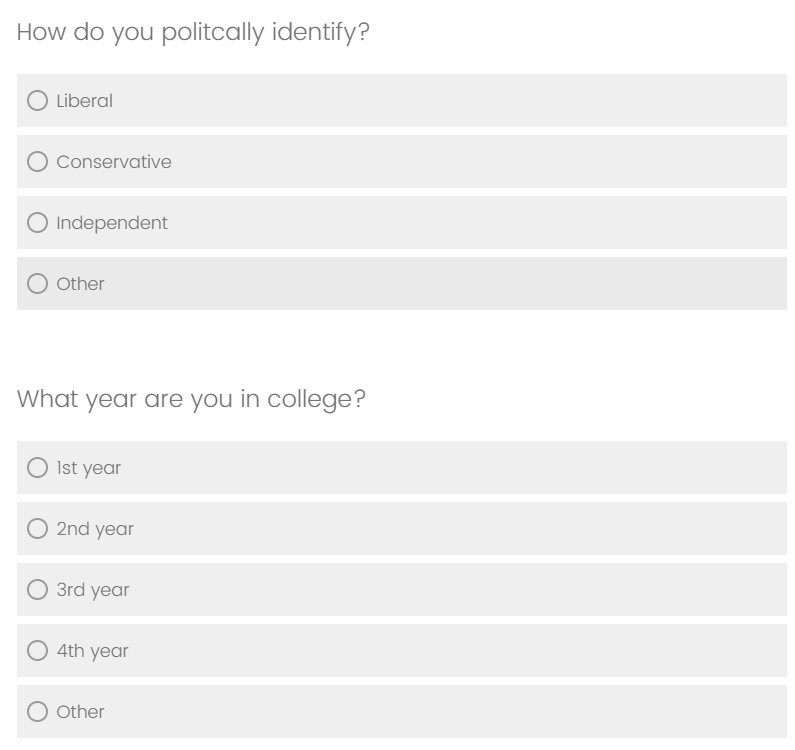 How do you politcally identify?
Liberal
Conservative
Independent
Other
What year are you in college?
1st year
2nd year
3rd year
4th year
Other